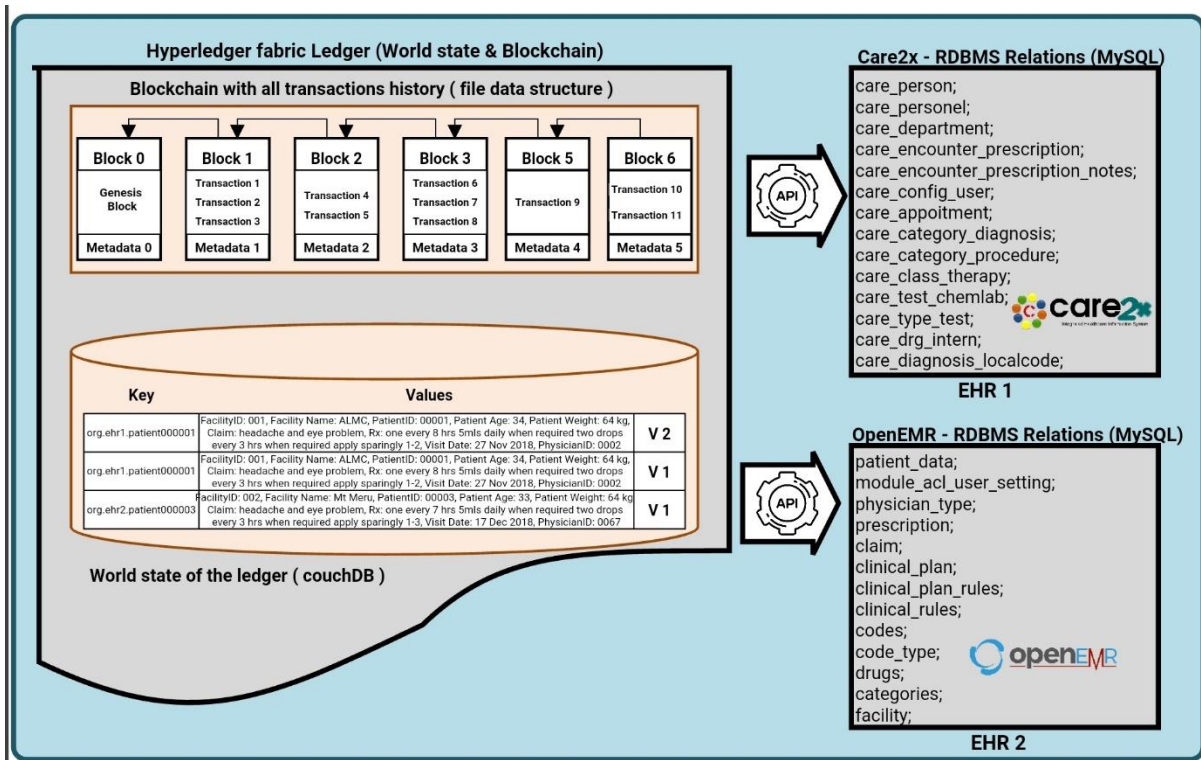 Hyperledger fabric Ledger (World state & Blockchain)
Blockchain with all transactions history ( file data structure )
Block 0
Genesis
Block
Metadata 0
Block 1
Transaction 1
Transaction 2
Transaction 3
Metadata 1
Block 2
Transaction 4
Transaction 5
Metadata 2
Block 3
Transaction 6
Transaction 7
Transaction 8
Metadata 3
Block 5
Transaction 9
Metadata 4
Block 6
Transaction 10
Transaction 11
Metadata 5
Key
Values
org.ehr1.patient000001
FacilityID: 001, Facility Name: ALMC, PatientID: 00001, Patient Age: 34, Patient Weight: 64 kg,
Claim: headache and eye problem, Rx: one every 8 hrs 5mls daily when required two drops
every 3 hrs when required apply sparingly 1-2, Visit Date: 27 Nov 2018, PhysicianID: 0002
V 2
org.ehr1.patient000001
FacilityID: 001, Facility Name: ALMC, PatientID: 00001, Patient Age: 34, Patient Weight: 64 kg,
Claim: headache and eye problem, Rx: one every 8 hrs 5mls daily when required two drops
every 3 hrs when required apply sparingly 1-2, Visit Date: 27 Nov 2018, PhysicianID: 0002
V 1
org.ehr2.patient000003
FacilityID: 002, Facility Name: Mt Meru, PatientID: 00003, Patient Age: 33, Patient Weight: 64 kg
Claim: headache and eye problem, Rx: one every 7 hrs 5mls daily when required two drops
every 3 hrs when required apply sparingly 1-3, Visit Date: 17 Dec 2018, PhysicianID: 0067
V 1
World state of the ledger ( couchDB )
API
API
Care2x - RDBMS Relations (MySQL)
care_person;
care_personel;
care_department;
care_encounter_prescription;
care_encounter_prescription_notes;
care_config_user;
care_appoitment;
care_category_diagnosis;
care_category_procedure;
care_class_therapy;
care_test_chemlab;
care_type_test;
care_drg_intern;
care_diagnosis_localcode;
C care2x
Integrated Healthcare Information System
EHR 1
OpenEMR - RDBMS Relations (MySQL)
patient_data;
module_acl_user_setting;
physician_type;
prescription;
claim;
clinical_plan;
clinical_plan_rules;
clinical_rules;
codes;
code_type;
drugs;
categories;
facility;
openEMR
EHR 2